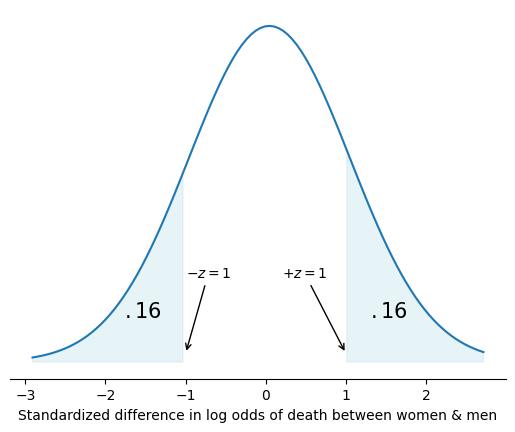 −z = 1
+z = 1
.16
.16
−3
−2
−1
0
1
2
Standardized difference in log odds of death between women & men